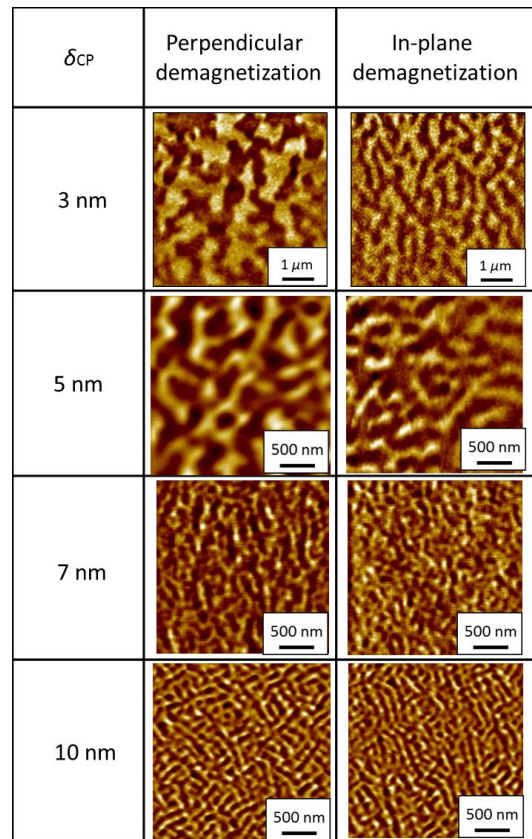 δCP
Perpendicular
demagnetization
In-plane
demagnetization
3 nm
1 μm
1 μm
5 nm
500 nm
500 nm
7 nm
500 nm
500 nm
10 nm
500 nm
500 nm